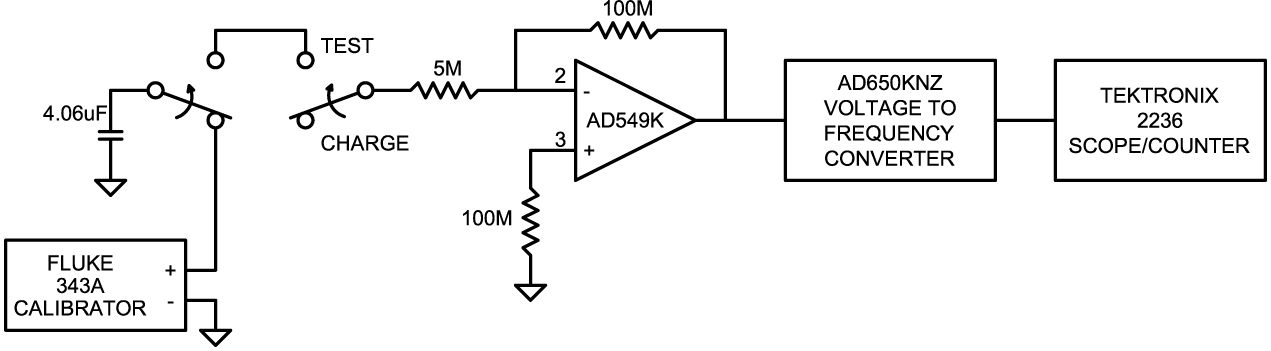 100M
TEST
5M
2
-
4.06uF
AD549K
3
+
CHARGE
100M
AD650KNZ
VOLTAGE TO
FREQUENCY
CONVERTER
TEKTRONIX
2236
SCOPE/COUNTER
FLUKE
343A
CALIBRATOR
+
-